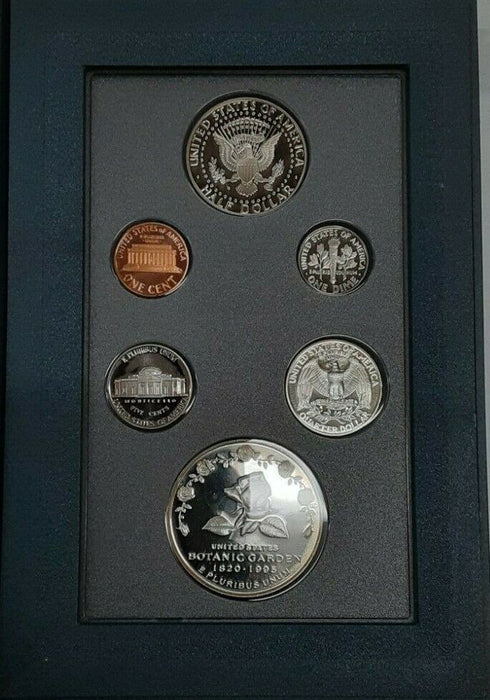 UNITED STATES OF AMERICA
HALF DOLLAR
UNITED STATES OF AMERICA
E PLURIBUS
UNUM
ONE CENT
UNITED STATES OF AMERICA
ONE DIME
E PLURIBUS UNUM
MONTICELLO
FIVE CENTS
UNITED STATES OF AMERICA
UNITED STATES OF AMERICA
QUARTER DOLLAR
UNITED STATES
BOTANIC GARDEN
1820-1995
E PLURIBUS UNUM